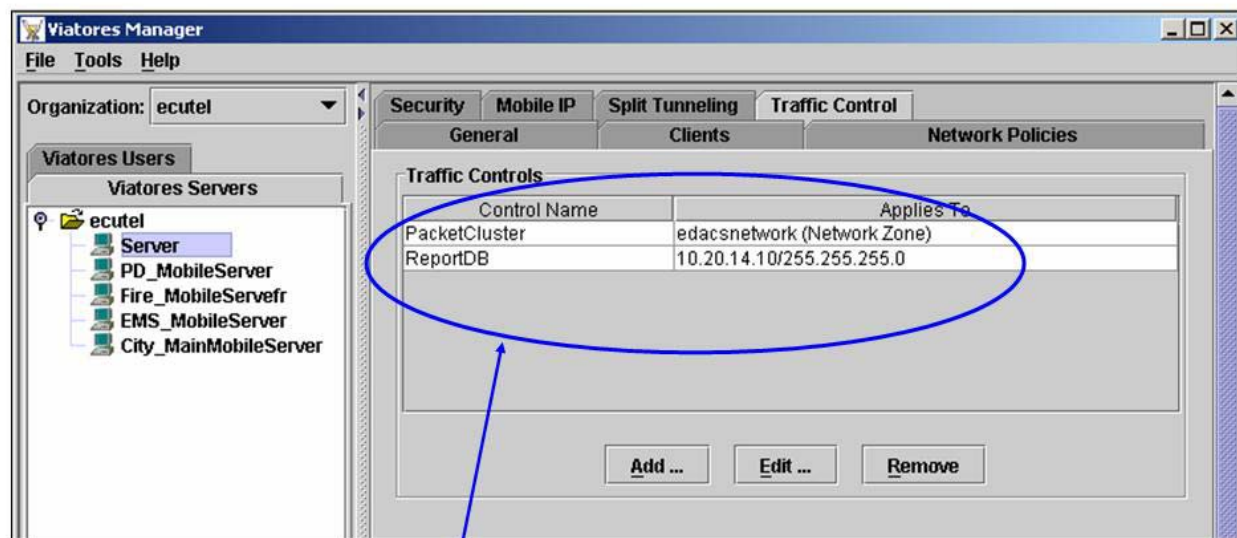 Viatores Manager
File Tools Help
Organization: ecutel
Viatores Users
Viatores Servers
ecutel
Server
PD_MobileServer
Fire_MobileServefr
EMS_MobileServer
City_MainMobileServer
Security Mobile IP Split Tunneling Traffic Control
General Clients Network Policies
Traffic Controls
Control Name Applies To
PacketCluster edacsnetwork (Network Zone)
ReportDB 10.20.14.10/255.255.255.0
Add ... Edit ... Remove